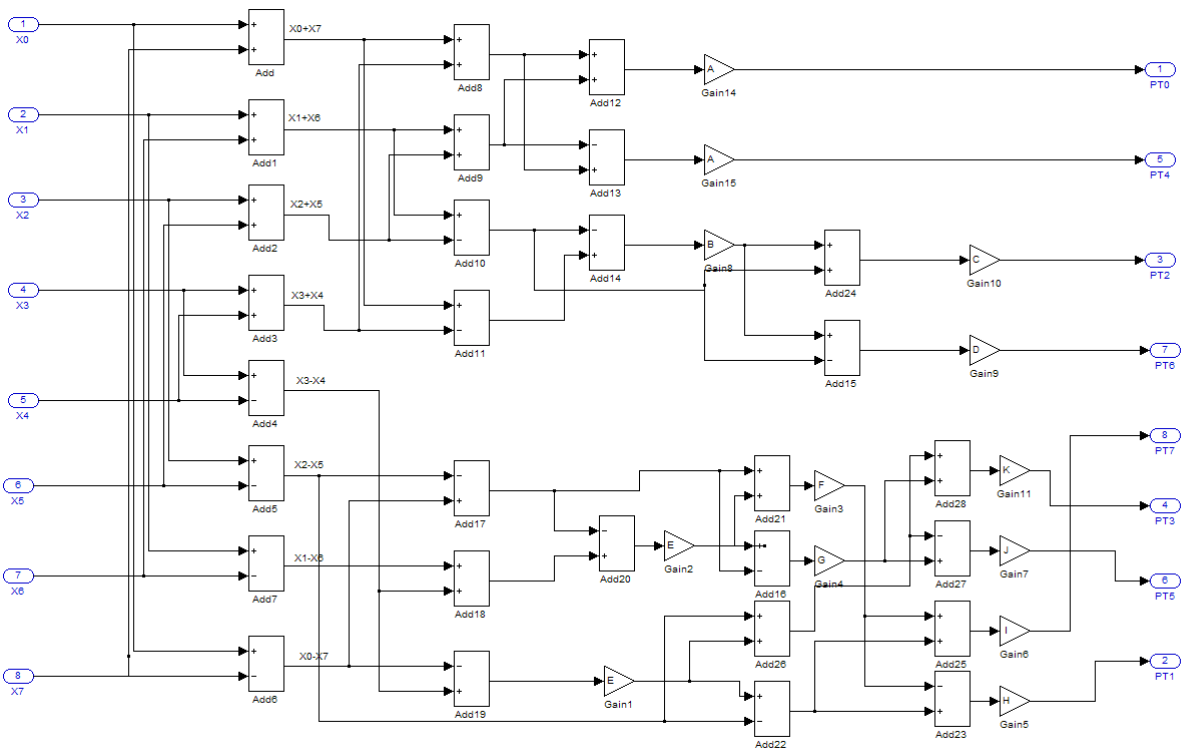 1
X0
2
X1
3
X2
4
X3
5
X4
6
X5
7
X6
8
X7
+
+
Add
X0+X7
+
+
Add1
X1+X6
+
+
Add2
X2+X5
+
+
Add3
X3+X4
+
−
Add4
X3-X4
+
−
Add5
X2-X5
+
−
Add7
X1-X6
+
−
Add6
X0-X7
+
+
Add8
+
+
Add9
+
−
Add10
+
−
Add11
−
+
Add17
+
+
Add18
−
+
Add19
+
+
Add12
−
+
Add13
−
+
Add14
−
+
Add20
E
Gain1
A
Gain14
A
Gain15
B
Gain8
E
Gain2
+
+
Add24
+
−
Add15
+
+
Add21
+
−
Add16
+
+
Add26
+
−
Add22
F
Gain3
G
Gain4
C
Gain10
D
Gain9
+
+
Add28
−
+
Add27
+
+
Add25
−
+
Add23
K
Gain11
J
Gain7
I
Gain6
H
Gain5
1
PT0
5
PT4
3
PT2
7
PT6
8
PT7
4
PT3
6
PT5
2
PT1